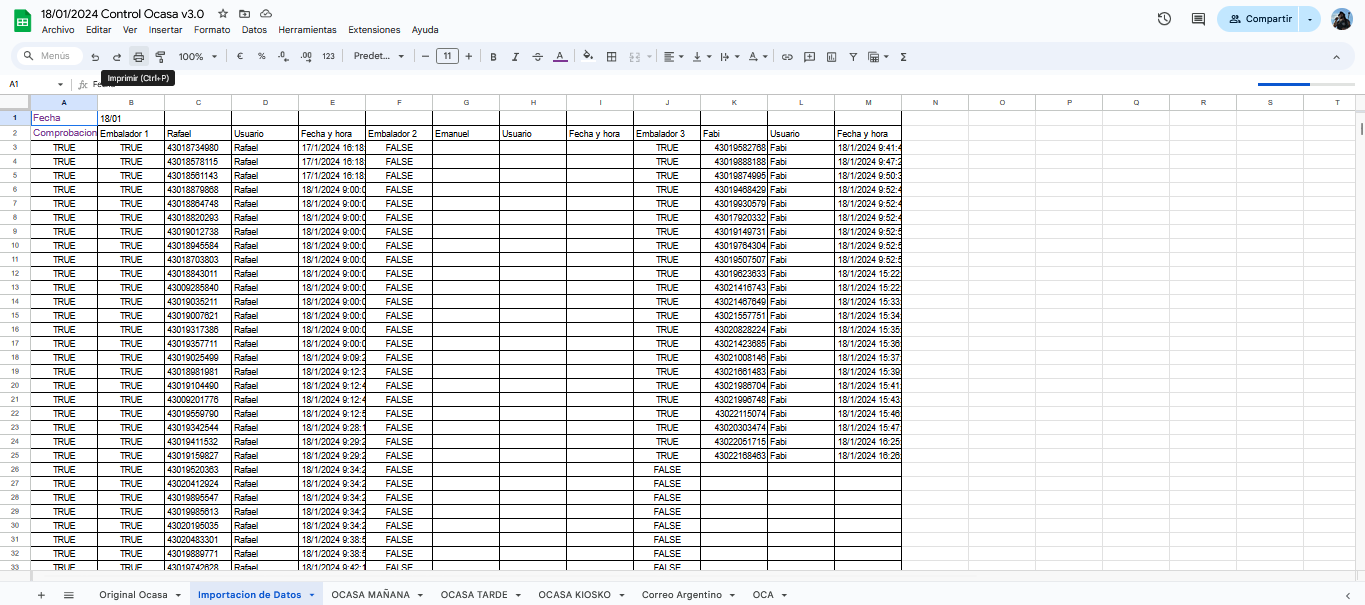 18/01/2024 Control Ocasa v3.0
Archivo Editar Ver Insertar Formato Datos Herramientas Extensiones Ayuda
Compartir
Menús 100% € % .0 .00 123 Predet... − 11 + B I A Σ
Imprimir (Ctrl+P)
A1 fx Fe
A B C D E F G H I J K L M N O P Q R S T
1 Fecha 18/01
2 Comprobacion Embalador 1 Rafael Usuario Fecha y hora Embalador 2 Emanuel Usuario Fecha y hora Embalador 3 Fabi Usuario Fecha y hora
3 TRUE TRUE 43018734980 Rafael 17/1/2024 16:18: FALSE TRUE 43019582768 Fabi 18/1/2024 9:41:4
4 TRUE TRUE 43018578115 Rafael 17/1/2024 16:18: FALSE TRUE 43019888188 Fabi 18/1/2024 9:47:2
5 TRUE TRUE 43018561143 Rafael 17/1/2024 16:18: FALSE TRUE 43019874995 Fabi 18/1/2024 9:50:3
6 TRUE TRUE 43018879868 Rafael 18/1/2024 9:00:0 FALSE TRUE 43019468429 Fabi 18/1/2024 9:52:4
7 TRUE TRUE 43018864748 Rafael 18/1/2024 9:00:0 FALSE TRUE 43019930579 Fabi 18/1/2024 9:52:4
8 TRUE TRUE 43018820293 Rafael 18/1/2024 9:00:0 FALSE TRUE 43017920332 Fabi 18/1/2024 9:52:4
9 TRUE TRUE 43019012738 Rafael 18/1/2024 9:00:0 FALSE TRUE 43019149731 Fabi 18/1/2024 9:52:5
10 TRUE TRUE 43018945584 Rafael 18/1/2024 9:00:0 FALSE TRUE 43019764304 Fabi 18/1/2024 9:52:5
11 TRUE TRUE 43018703803 Rafael 18/1/2024 9:00:0 FALSE TRUE 43019507507 Fabi 18/1/2024 9:52:5
12 TRUE TRUE 43018843011 Rafael 18/1/2024 9:00:0 FALSE TRUE 43019623633 Fabi 18/1/2024 15:22:
13 TRUE TRUE 43009285840 Rafael 18/1/2024 9:00:0 FALSE TRUE 43021416743 Fabi 18/1/2024 15:22:
14 TRUE TRUE 43019035211 Rafael 18/1/2024 9:00:0 FALSE TRUE 43021467649 Fabi 18/1/2024 15:33:
15 TRUE TRUE 43019007621 Rafael 18/1/2024 9:00:0 FALSE TRUE 43021557751 Fabi 18/1/2024 15:34:
16 TRUE TRUE 43019317386 Rafael 18/1/2024 9:00:0 FALSE TRUE 43020828224 Fabi 18/1/2024 15:35:
17 TRUE TRUE 43019357711 Rafael 18/1/2024 9:00:0 FALSE TRUE 43021423685 Fabi 18/1/2024 15:36:
18 TRUE TRUE 43019025499 Rafael 18/1/2024 9:09:2 FALSE TRUE 43021008146 Fabi 18/1/2024 15:37:
19 TRUE TRUE 43018981981 Rafael 18/1/2024 9:12:3 FALSE TRUE 43021661483 Fabi 18/1/2024 15:39:
20 TRUE TRUE 43019104490 Rafael 18/1/2024 9:12:4 FALSE TRUE 43021986704 Fabi 18/1/2024 15:41:
21 TRUE TRUE 43009201776 Rafael 18/1/2024 9:12:4 FALSE TRUE 43021996748 Fabi 18/1/2024 15:43:
22 TRUE TRUE 43019559790 Rafael 18/1/2024 9:12:5 FALSE TRUE 43022115074 Fabi 18/1/2024 15:46:
23 TRUE TRUE 43019342544 Rafael 18/1/2024 9:28:1 FALSE TRUE 43020303474 Fabi 18/1/2024 15:47:
24 TRUE TRUE 43019411532 Rafael 18/1/2024 9:29:2 FALSE TRUE 43022051715 Fabi 18/1/2024 16:25:
25 TRUE TRUE 43019159827 Rafael 18/1/2024 9:29:2 FALSE TRUE 43022168463 Fabi 18/1/2024 16:26:
26 TRUE TRUE 43019520363 Rafael 18/1/2024 9:34:2 FALSE FALSE
27 TRUE TRUE 43020412924 Rafael 18/1/2024 9:34:2 FALSE FALSE
28 TRUE TRUE 43019895547 Rafael 18/1/2024 9:34:2 FALSE FALSE
29 TRUE TRUE 43019985613 Rafael 18/1/2024 9:34:2 FALSE FALSE
30 TRUE TRUE 43020195035 Rafael 18/1/2024 9:34:2 FALSE FALSE
31 TRUE TRUE 43020483301 Rafael 18/1/2024 9:38:5 FALSE FALSE
32 TRUE TRUE 43019889771 Rafael 18/1/2024 9:38:5 FALSE FALSE
33 TRUE TRUE 43019742628 Rafael 18/1/2024 9:42:1 FALSE FALSE
+ Original Ocasa Importacion de Datos OCASA MAÑANA OCASA TARDE OCASA KIOSKO Correo Argentino OCA